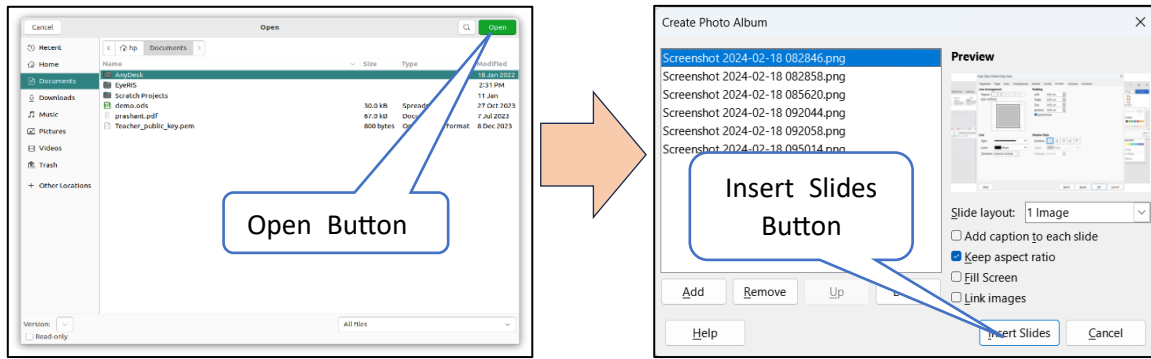 Cancel
Open
Open
Recent
Home
Documents
Downloads
Music
Pictures
Videos
Trash
+ Other Locations
hp Documents
Name Size Type Modified
AnyDesk 18 Jan 2022
EyeRIS 2:31 PM
Scratch Projects 11 Jan
demo.ods 30.0 kB Spreads 27 Oct 2023
prashant.pdf 67.0 kB Docu 7 Jul 2023
Teacher_public_key.pem 800 bytes format 8 Dec 2023
Open Button
Version:
All Files
Read-only
Create Photo Album
Screenshot 2024-02-18 082846.png
Screenshot 2024-02-18 082858.png
Screenshot 2024-02-18 085620.png
Screenshot 2024-02-18 092044.png
Screenshot 2024-02-18 092058.png
Screenshot 2024-02-18 095014.png
Insert Slides
Button
Add
Remove
Up
Help
Preview
Slide layout: 1 Image
Add caption to each slide
Keep aspect ratio
Fill Screen
Link images
Insert Slides
Cancel